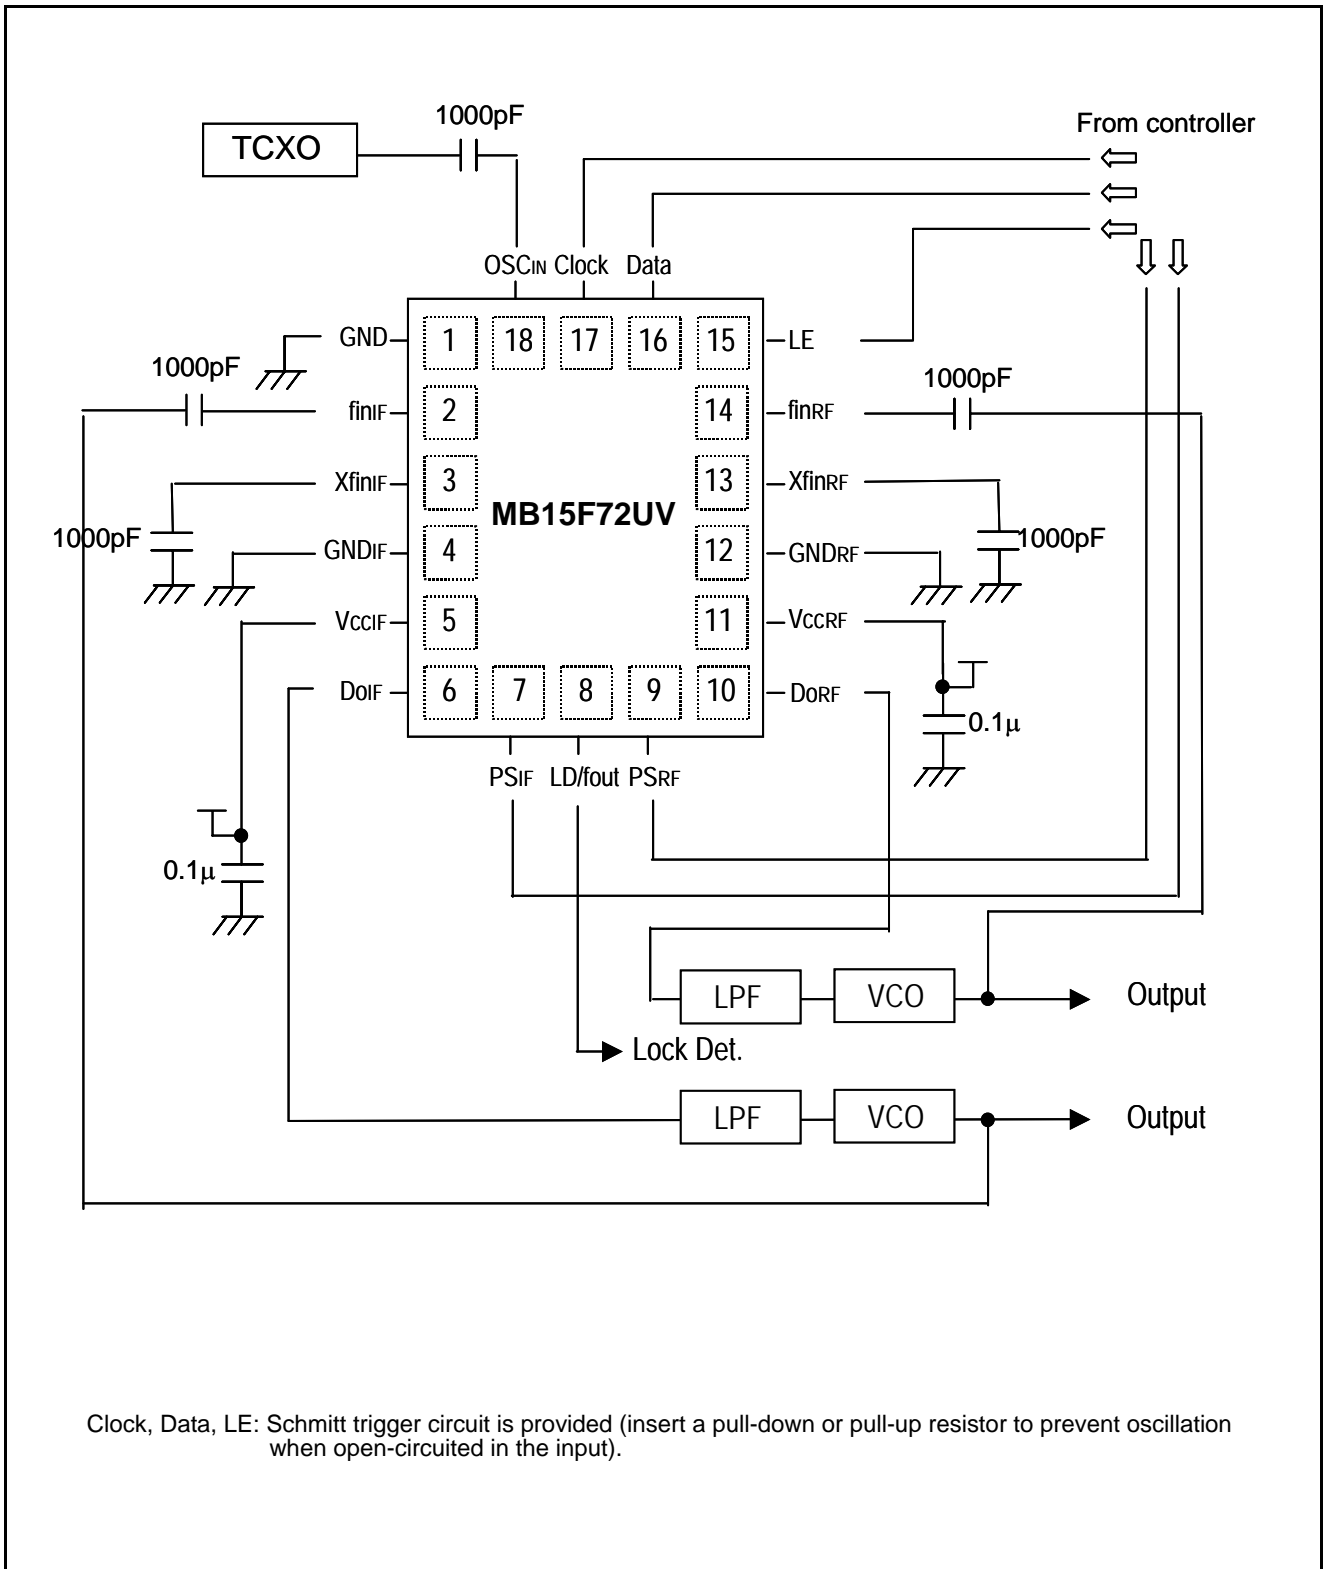 1000pF
TCXO
From controller
OSCIN Clock Data
GND
1
18
17
16
15
LE
1000pF
finIF
2
14
finRF
1000pF
XfinIF
3
13
XfinRF
MB15F72UV
1000pF
GNDIF
4
12
GNDRF
1000pF
VCCIF
5
11
VCCRF
DoIF
6
7
8
9
10
DoRF
0.1μ
PSIF LD/fout PSRF
0.1μ
LPF
VCO
Output
Lock Det.
LPF
VCO
Output
Clock, Data, LE: Schmitt trigger circuit is provided (insert a pull-down or pull-up resistor to prevent oscillation
when open-circuited in the input).